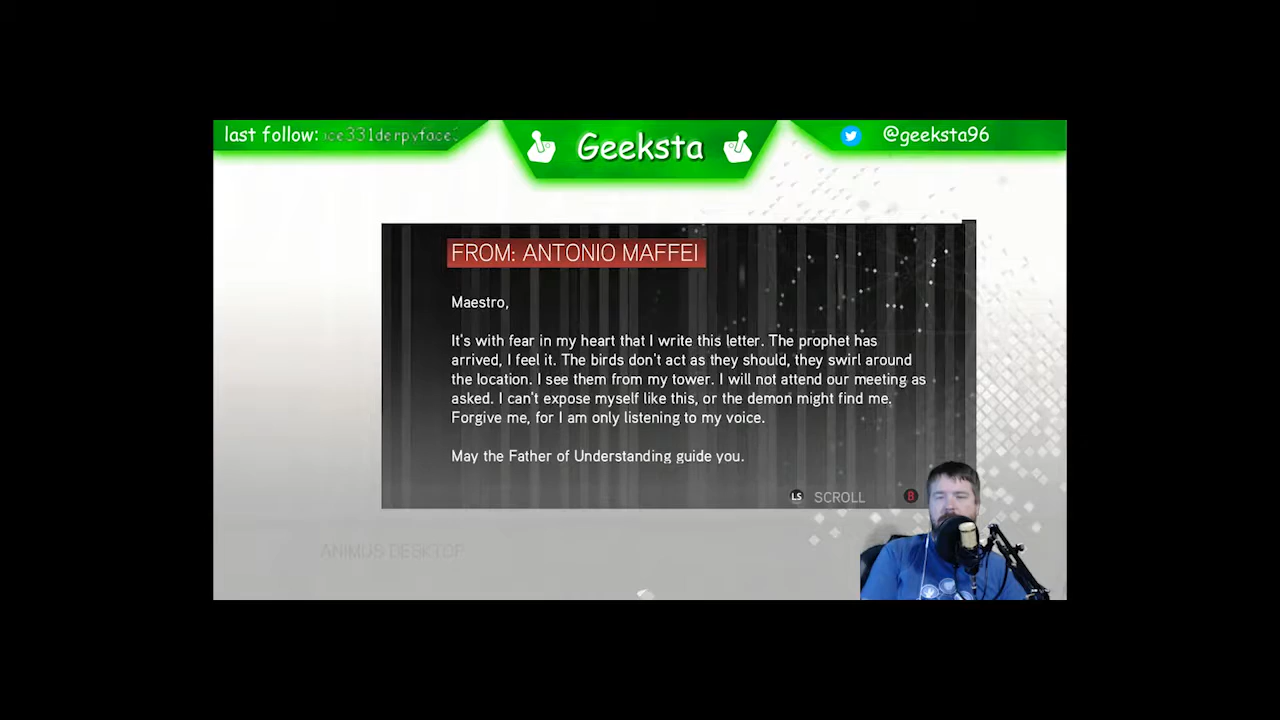 last follow:
Geeksta
@geeksta96
FROM: ANTONIO MAFFEI
Maestro,
It's with fear in my heart that I write this letter. The prophet has
arrived, I feel it. The birds don't act as they should, they swirl around
the location. I see them from my tower. I will not attend our meeting as
asked. I can't expose myself like this, or the demon might find me.
Forgive me, for I am only listening to my voice.
May the Father of Understanding guide you.
LS SCROLL B
ANIMUS DESKTOP